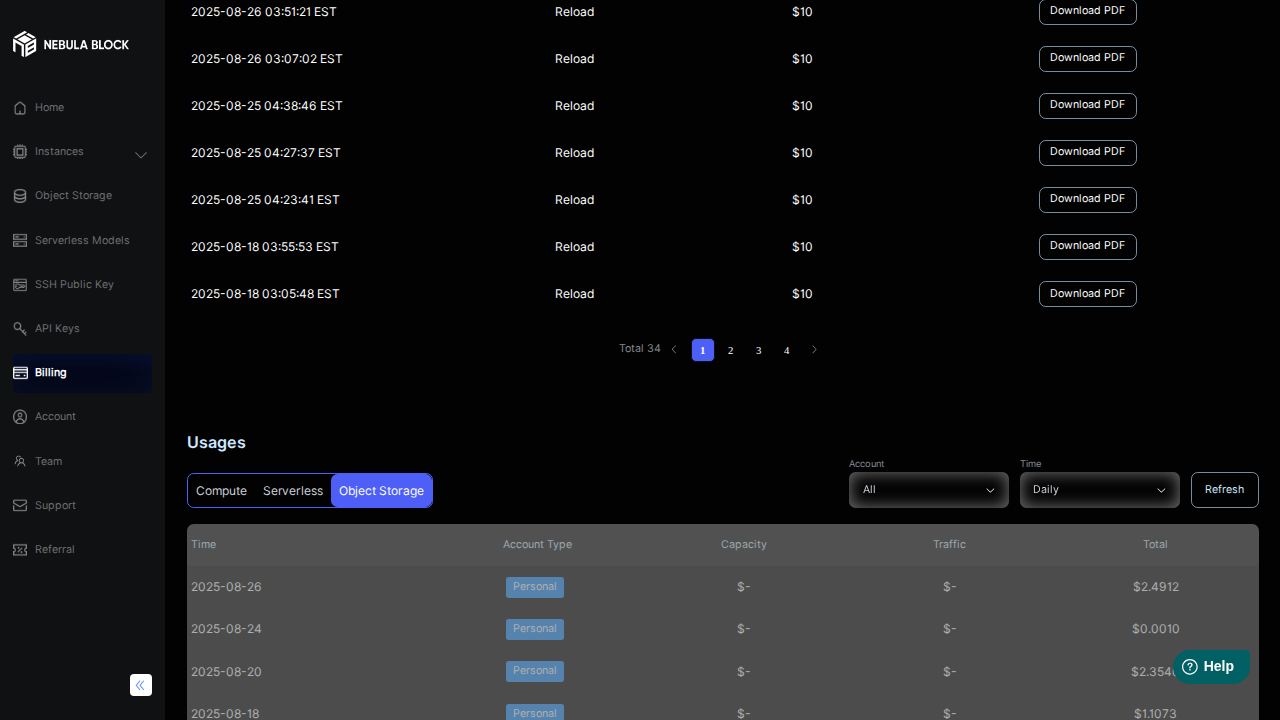 NEBULA BLOCK
Home
Instances
Object Storage
Serverless Models
SSH Public Key
API Keys
Billing
Account
Team
Support
Referral
2025-08-26 03:51:21 EST Reload $10 Download PDF
2025-08-26 03:07:02 EST Reload $10 Download PDF
2025-08-25 04:38:46 EST Reload $10 Download PDF
2025-08-25 04:27:37 EST Reload $10 Download PDF
2025-08-25 04:23:41 EST Reload $10 Download PDF
2025-08-18 03:55:53 EST Reload $10 Download PDF
2025-08-18 03:05:48 EST Reload $10 Download PDF
Total 34 1 2 3 4
Usages
Account Time
Compute Serverless Object Storage All Daily Refresh
Time Account Type Capacity Traffic Total
2025-08-26 Personal $- $- $2.4912
2025-08-24 Personal $- $- $0.0010
2025-08-20 Personal $- $-
Help
2025-08-18 Personal $- $- $1.1073